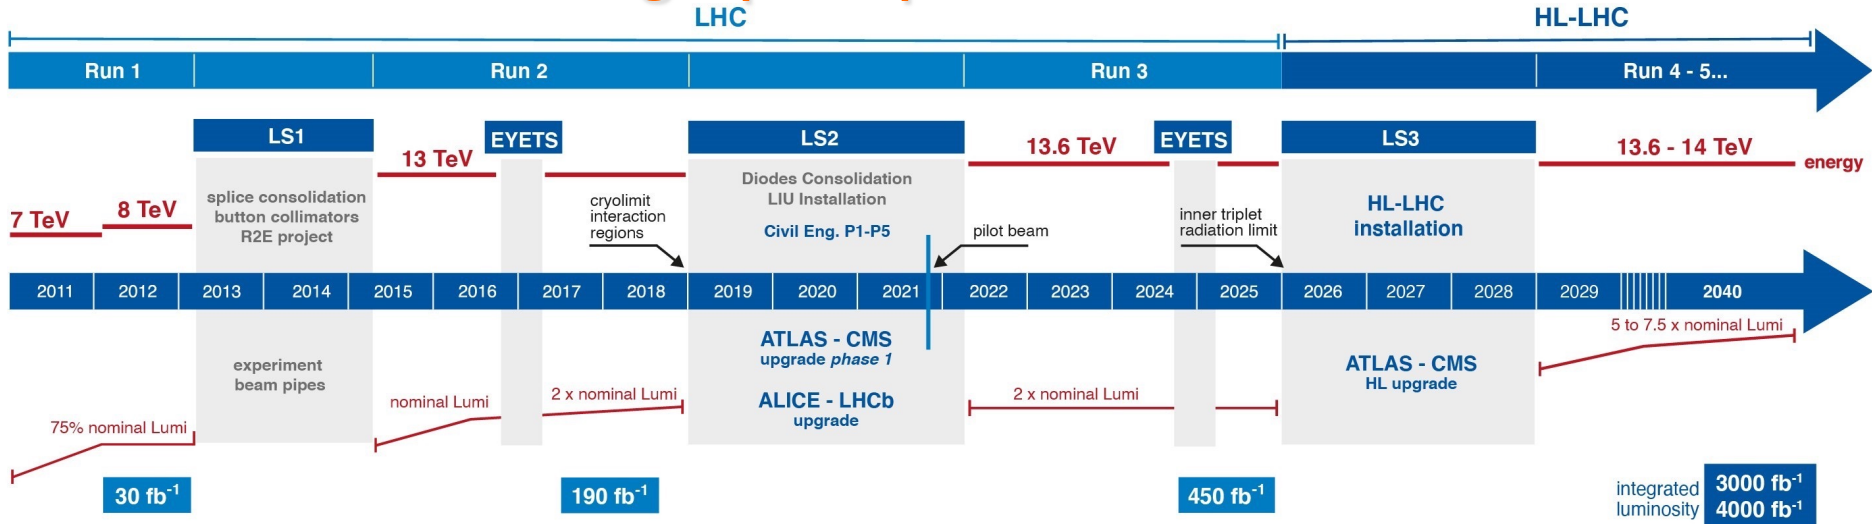 LHC
HL-LHC
Run 1
Run 2
Run 3
Run 4 - 5...
LS1
EYETS
LS2
EYETS
LS3
13 TeV
13.6 TeV
13.6 - 14 TeV
energy
7 TeV
8 TeV
splice consolidation
button collimators
R2E project
cryolimit
interaction
regions
Diodes Consolidation
LIU Installation
Civil Eng. P1-P5
pilot beam
inner triplet
radiation limit
HL-LHC
installation
2011
2012
2013
2014
2015
2016
2017
2018
2019
2020
2021
2022
2023
2024
2025
2026
2027
2028
2029
2040
5 to 7.5 x nominal Lumi
experiment
beam pipes
ATLAS - CMS
upgrade phase 1
ALICE - LHCb
upgrade
ATLAS - CMS
HL upgrade
75% nominal Lumi
nominal Lumi
2 x nominal Lumi
2 x nominal Lumi
30 fb⁻¹
190 fb⁻¹
450 fb⁻¹
integrated
luminosity
3000 fb⁻¹
4000 fb⁻¹